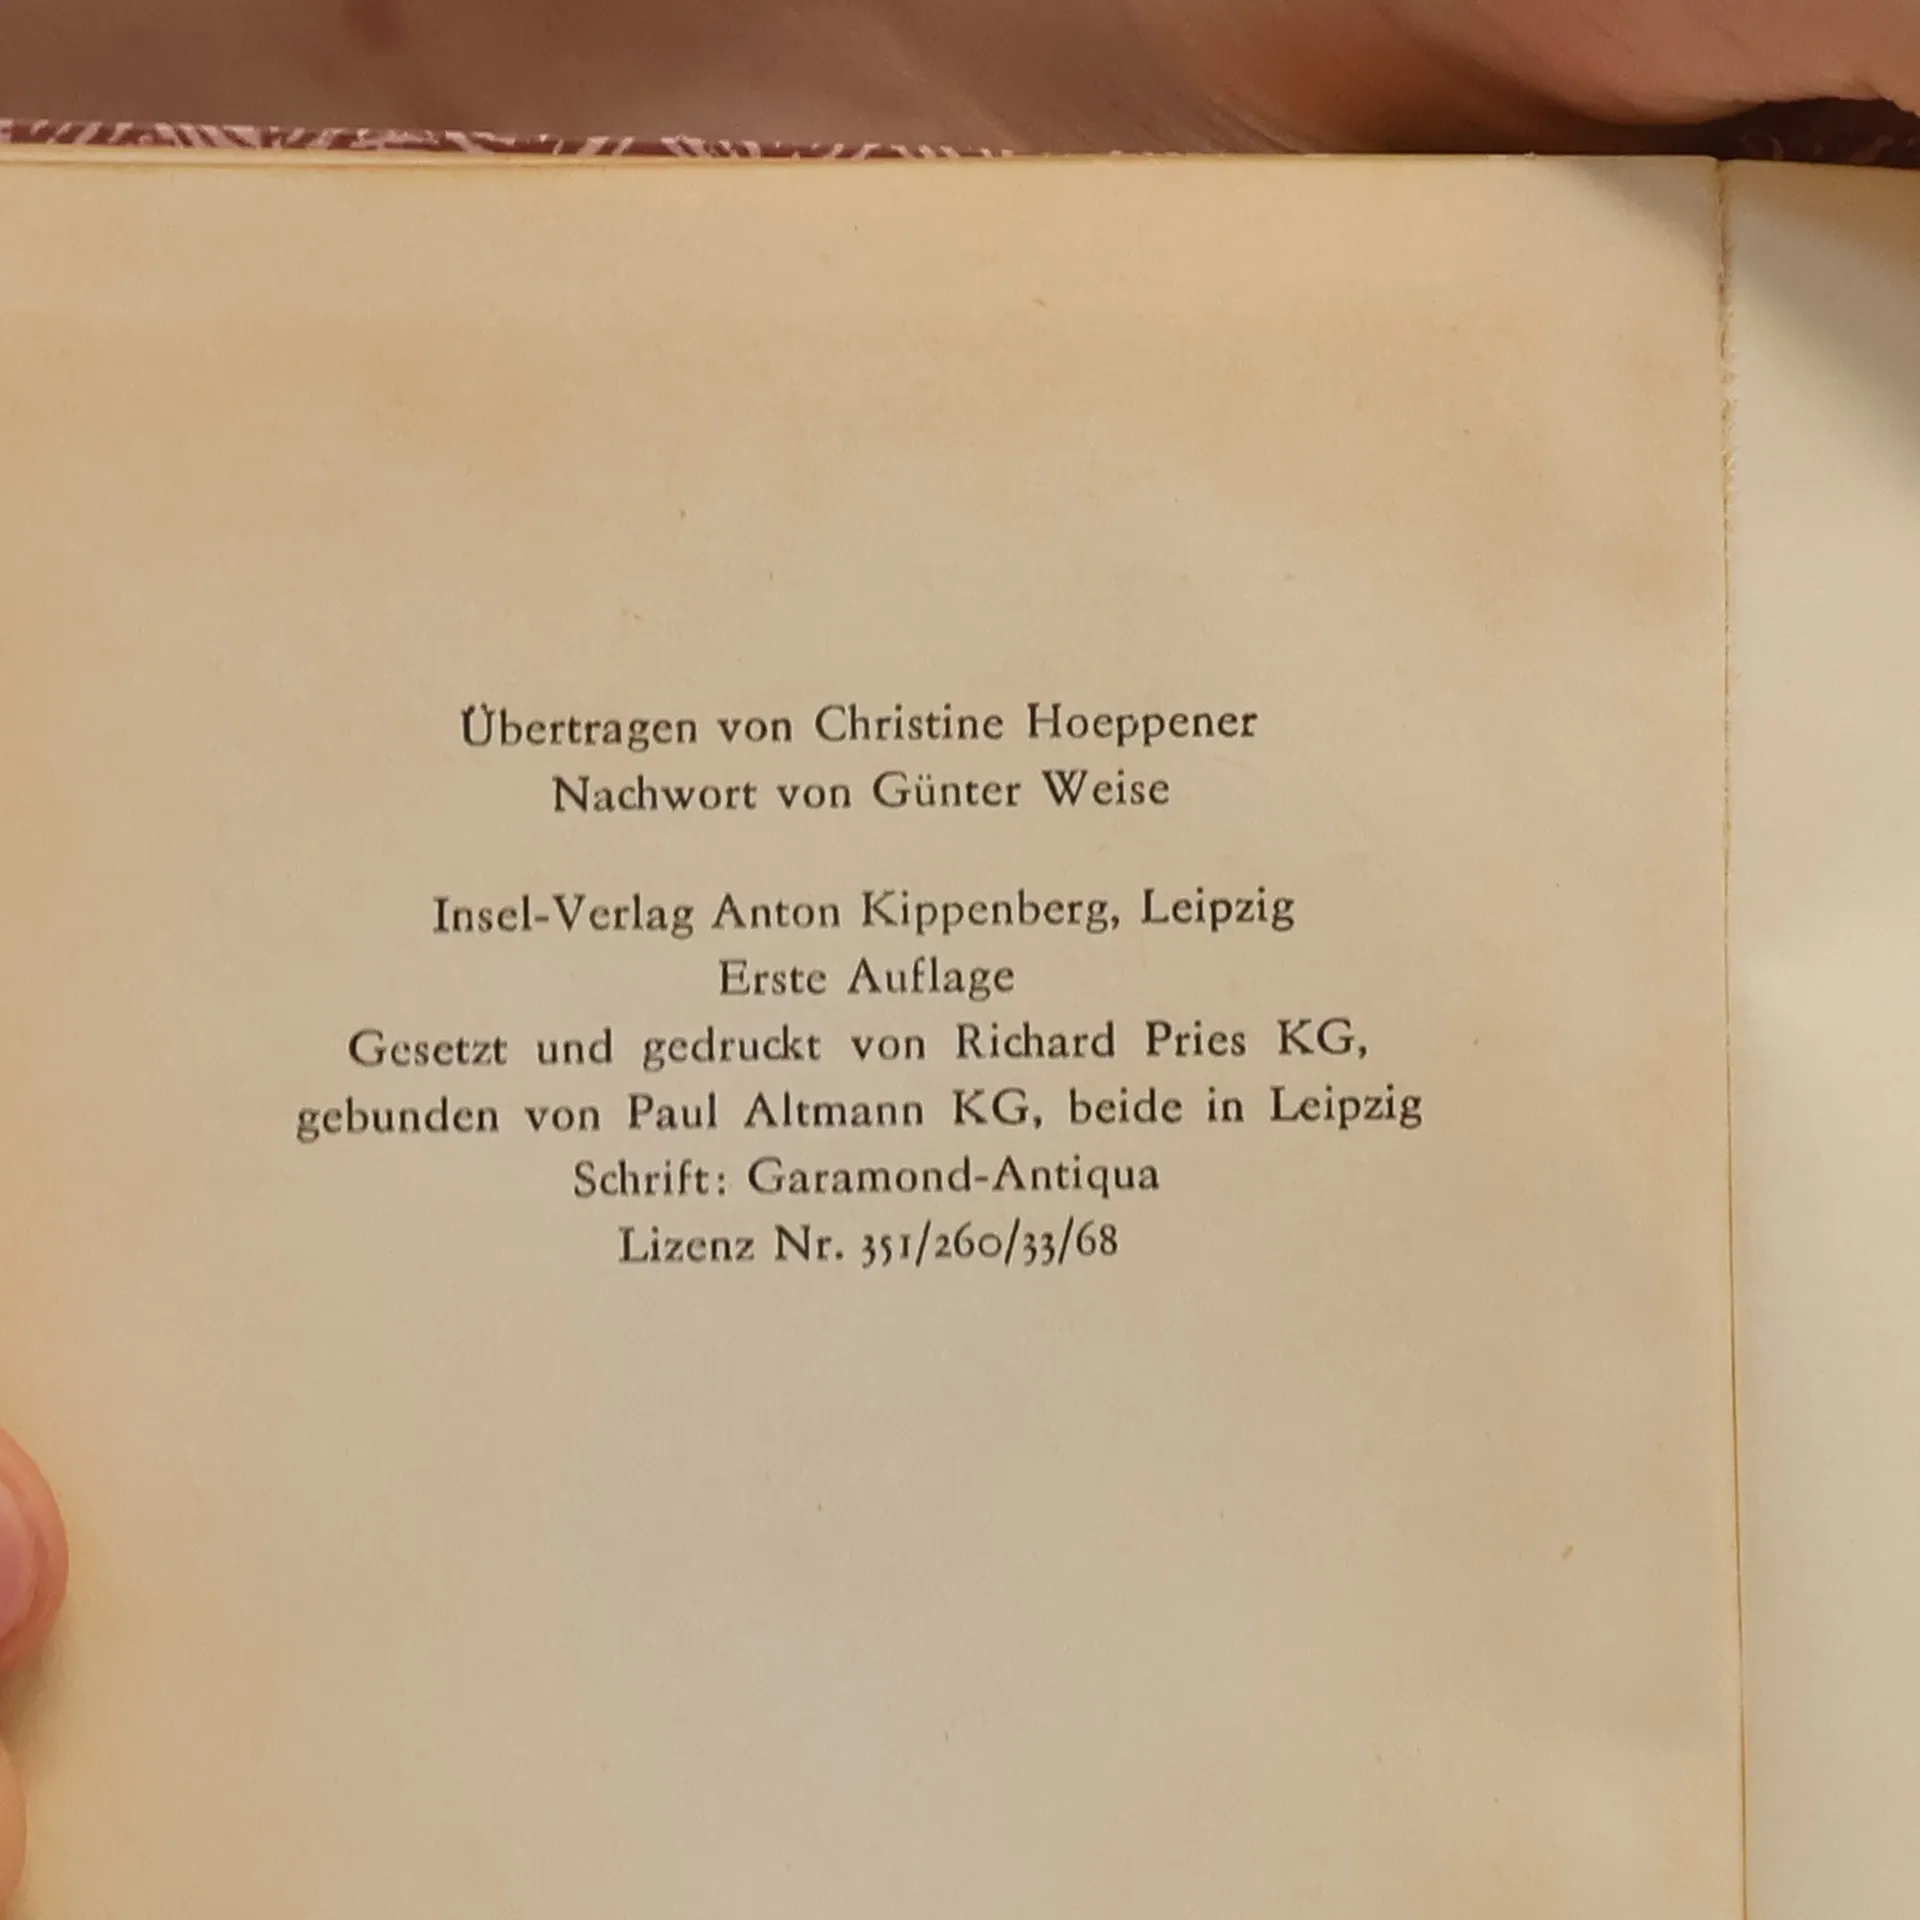 Übertragen von Christine Hoeppener
Nachwort von Günter Weise
Insel-Verlag Anton Kippenberg, Leipzig
Erste Auflage
Gesetzt und gedruckt von Richard Pries KG,
gebunden von Paul Altmann KG, beide in Leipzig
Schrift: Garamond-Antiqua
Lizenz Nr. 351/260/33/68